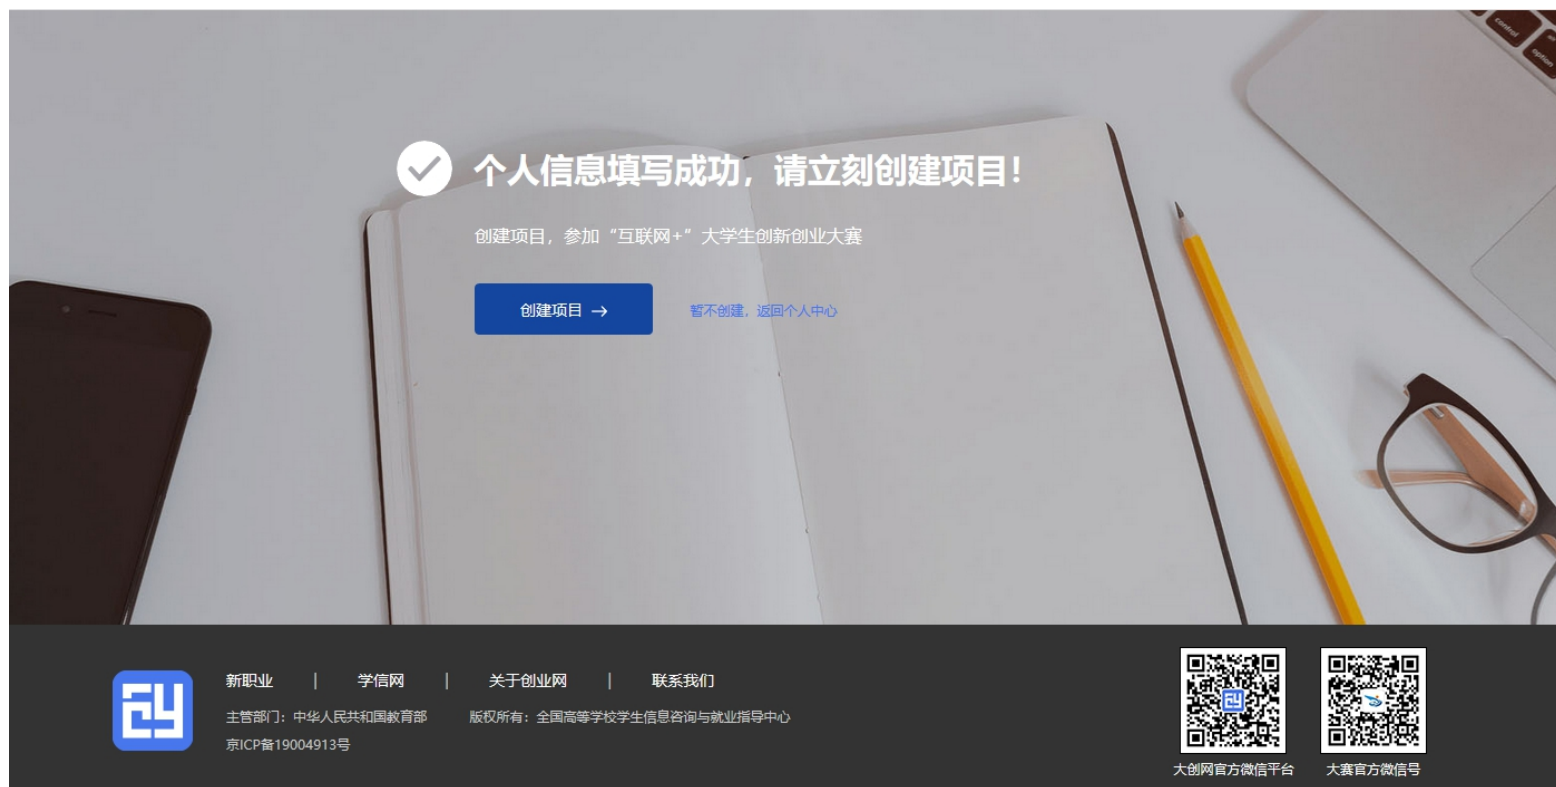 control
option
个人信息填写成功，请立刻创建项目！
创建项目，参加“互联网+”大学生创新创业大赛
创建项目 →
暂不创建，返回个人中心
新职业 | 学信网 | 关于创业网 | 联系我们
主管部门：中华人民共和国教育部 版权所有：全国高等学校学生信息咨询与就业指导中心
京ICP备19004913号
大创网官方微信平台 大赛官方微信号